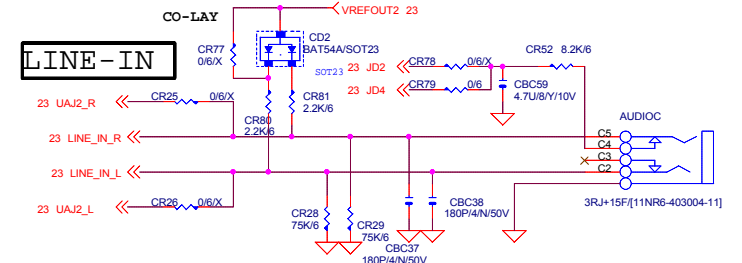 CO-LAY
VREFOUT2 23
LINE-IN
CR77
0/6/X
CD2
BAT54A/SOT23
SOT23
23 JD2
CR78
0/6/X
CR52 8.2K/6
23 JD4
CR79
0/6
CBC59
4.7U/8/Y/10V
23 UAJ2_R
CR25
0/6/X
CR80
2.2K/6
CR81
2.2K/6
AUDIOC
23 LINE_IN_R
C5
C4
C3
23 LINE_IN_L
C2
23 UAJ2_L
CR26
0/6/X
CR28
75K/6
CR29
75K/6
CBC37
180P/4/N/50V
CBC38
180P/4/N/50V
3RJ+15F/[11NR6-403004-11]